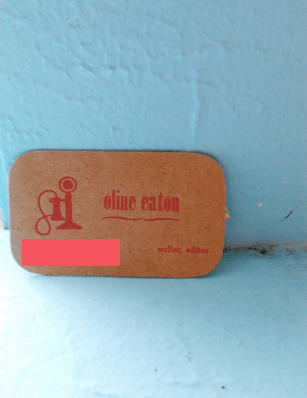 oline eaton
writer, editor